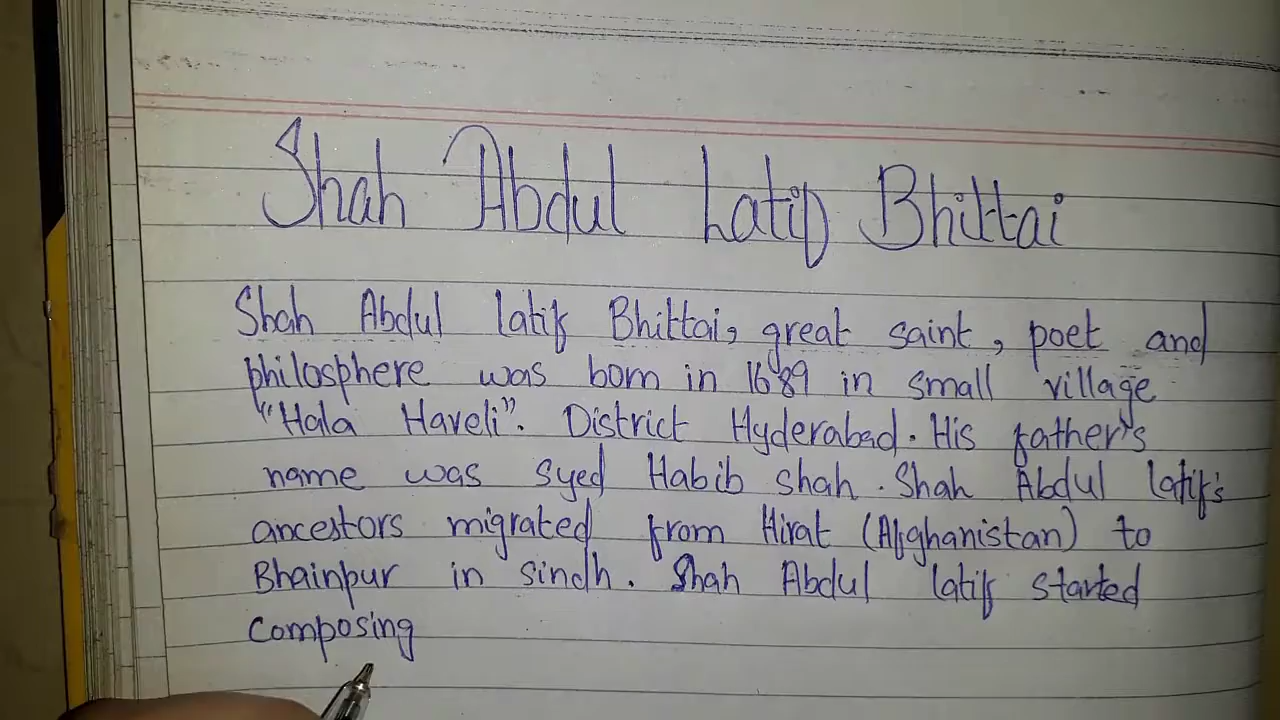 Shah Abdul Latif Bhittai
Shah Abdul latif Bhittai, great saint, poet and
philosphere was born in 1689 in small village
"Hala Haveli". District Hyderabad. His father's
name was syed Habib shah. Shah Abdul latif's
ancestors migrated from Hirat (Afghanistan) to
Bhainpur in sindh. Shah Abdul latif started
Composing